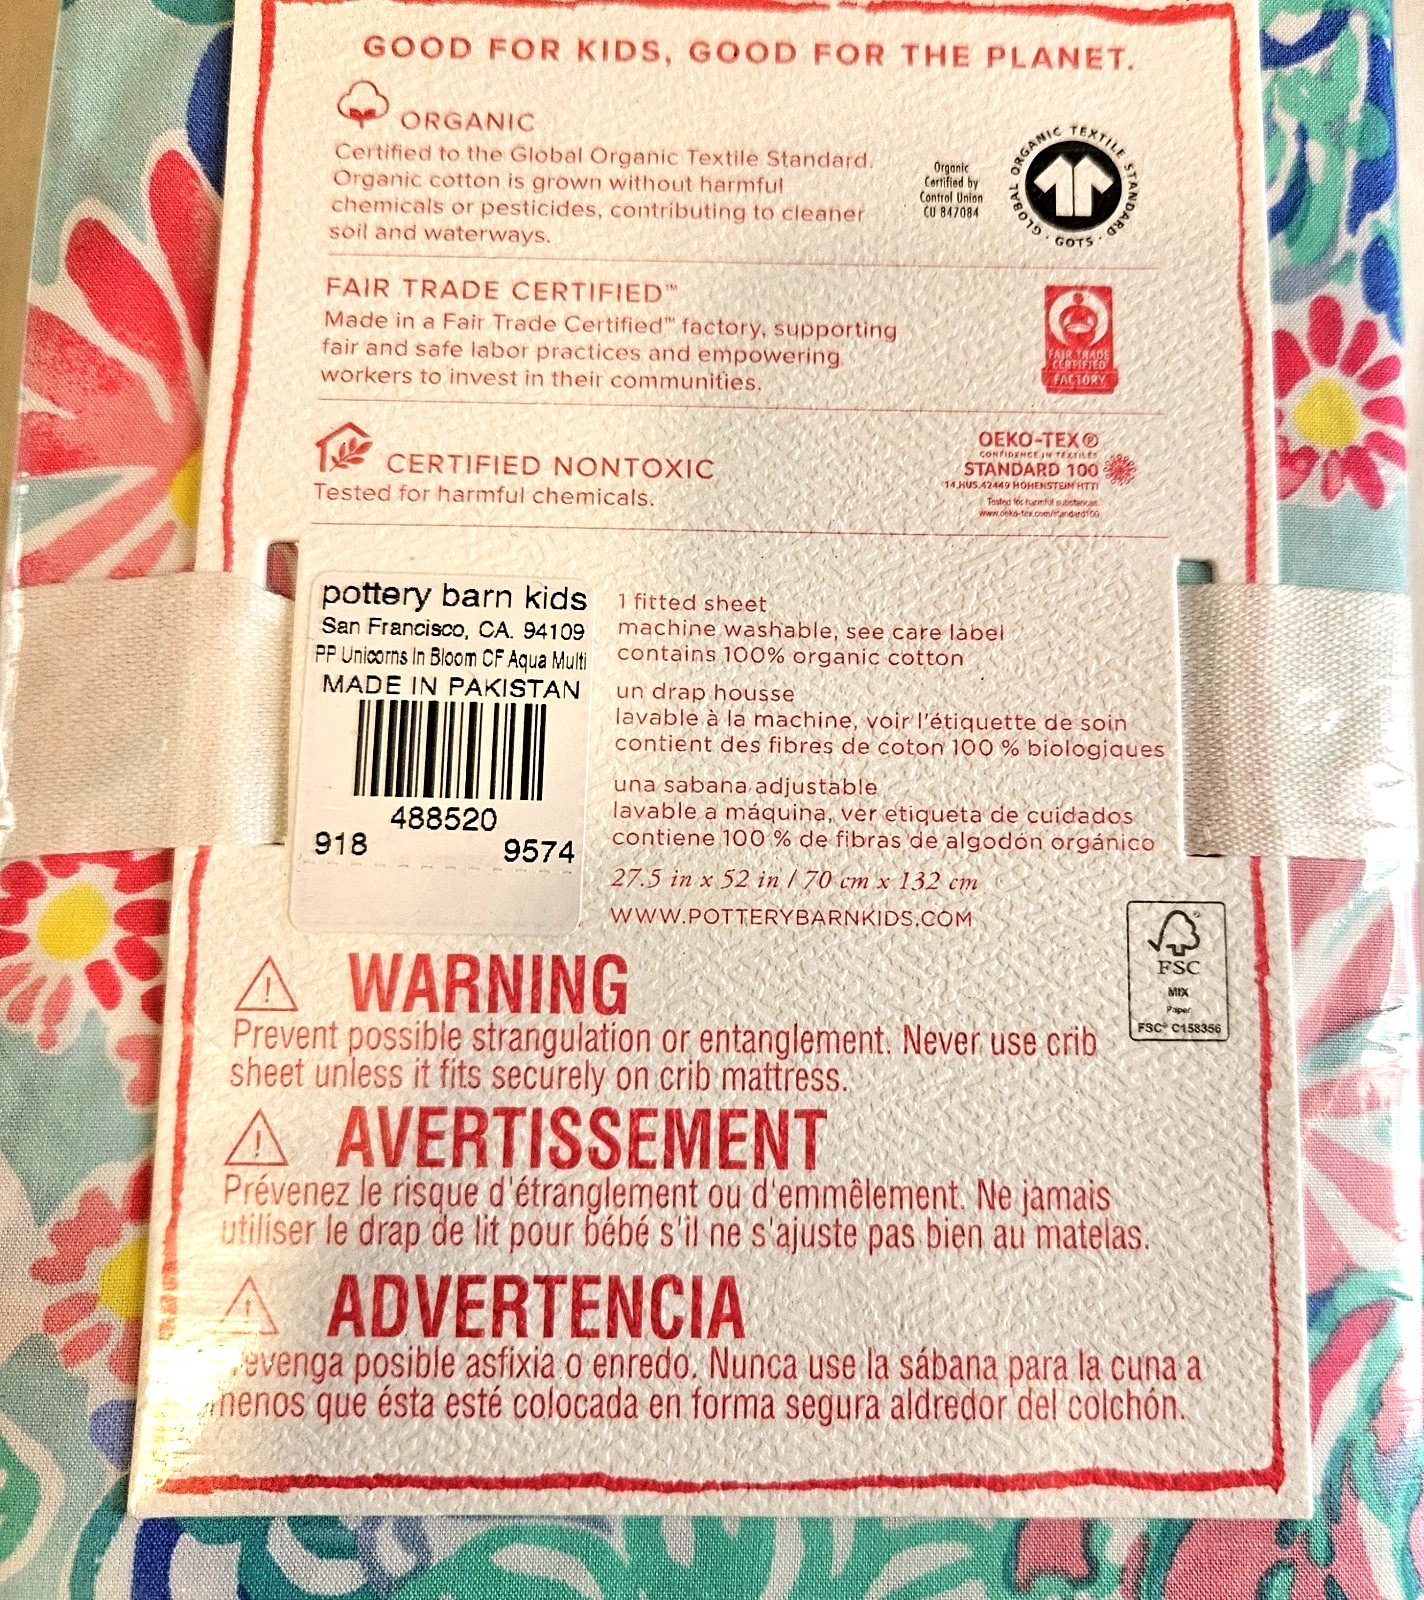 GOOD FOR KIDS, GOOD FOR THE PLANET.
ORGANIC
Certified to the Global Organic Textile Standard.
Organic cotton is grown without harmful
chemicals or pesticides, contributing to cleaner
soil and waterways.
Organic
Certified by
Control Union
CU 847084
GLOBAL ORGANIC TEXTILE STANDARD · GOTS ·
FAIR TRADE CERTIFIED™
Made in a Fair Trade Certified™ factory, supporting
fair and safe labor practices and empowering
workers to invest in their communities.
FAIR TRADE
CERTIFIED
FACTORY
CERTIFIED NONTOXIC
Tested for harmful chemicals.
OEKO-TEX®
CONFIDENCE IN TEXTILES
STANDARD 100
14.HUS.42449 HOHENSTEIN HTTI
Tested for harmful substances.
www.oeko-tex.com/standard100
pottery barn kids
San Francisco, CA. 94109
PP Unicorns In Bloom CF Aqua Multi
MADE IN PAKISTAN
488520
918 9574
1 fitted sheet
machine washable, see care label
contains 100% organic cotton
un drap housse
lavable à la machine, voir l'étiquette de soin
contient des fibres de coton 100 % biologiques
una sabana adjustable
lavable a máquina, ver etiqueta de cuidados
contiene 100 % de fibras de algodón orgánico
27.5 in x 52 in / 70 cm x 132 cm
WWW.POTTERYBARNKIDS.COM
FSC
MIX
Paper
FSC® C158356
WARNING
Prevent possible strangulation or entanglement. Never use crib
sheet unless it fits securely on crib mattress.
AVERTISSEMENT
Prévenez le risque d'étranglement ou d'emmêlement. Ne jamais
utiliser le drap de lit pour bébé s'il ne s'ajuste pas bien au matelas.
ADVERTENCIA
evenga posible asfixia o enredo. Nunca use la sábana para la cuna a
menos que ésta esté colocada en forma segura aldredor del colchón.